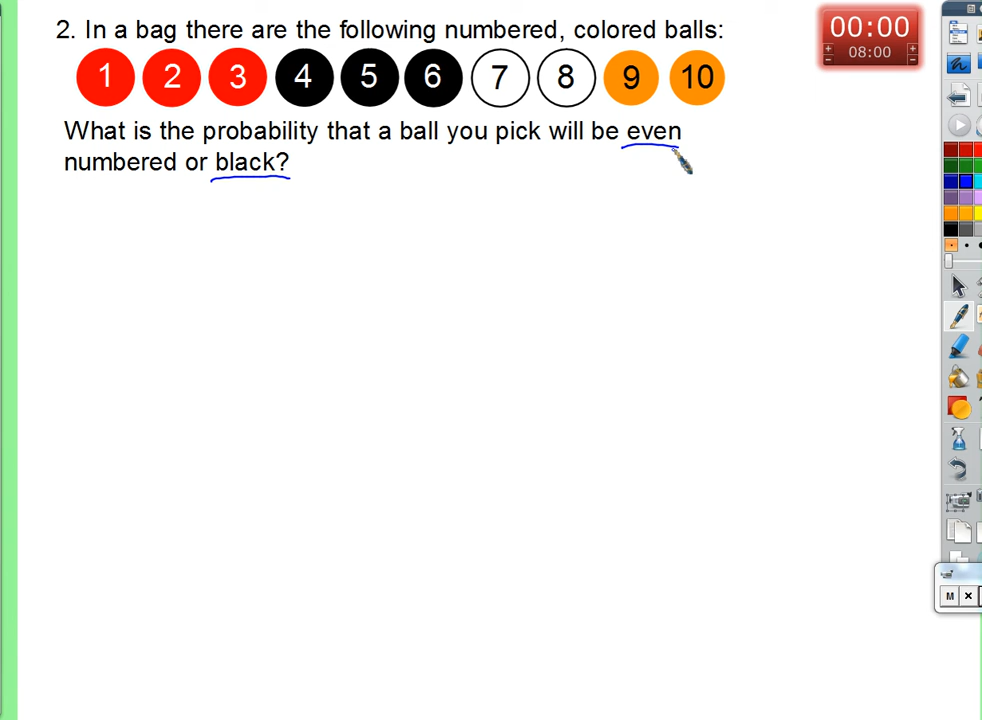 2. In a bag there are the following numbered, colored balls:
1 2 3 4 5 6 7 8 9 10
What is the probability that a ball you pick will be even
numbered or black?
00:00
08:00
M